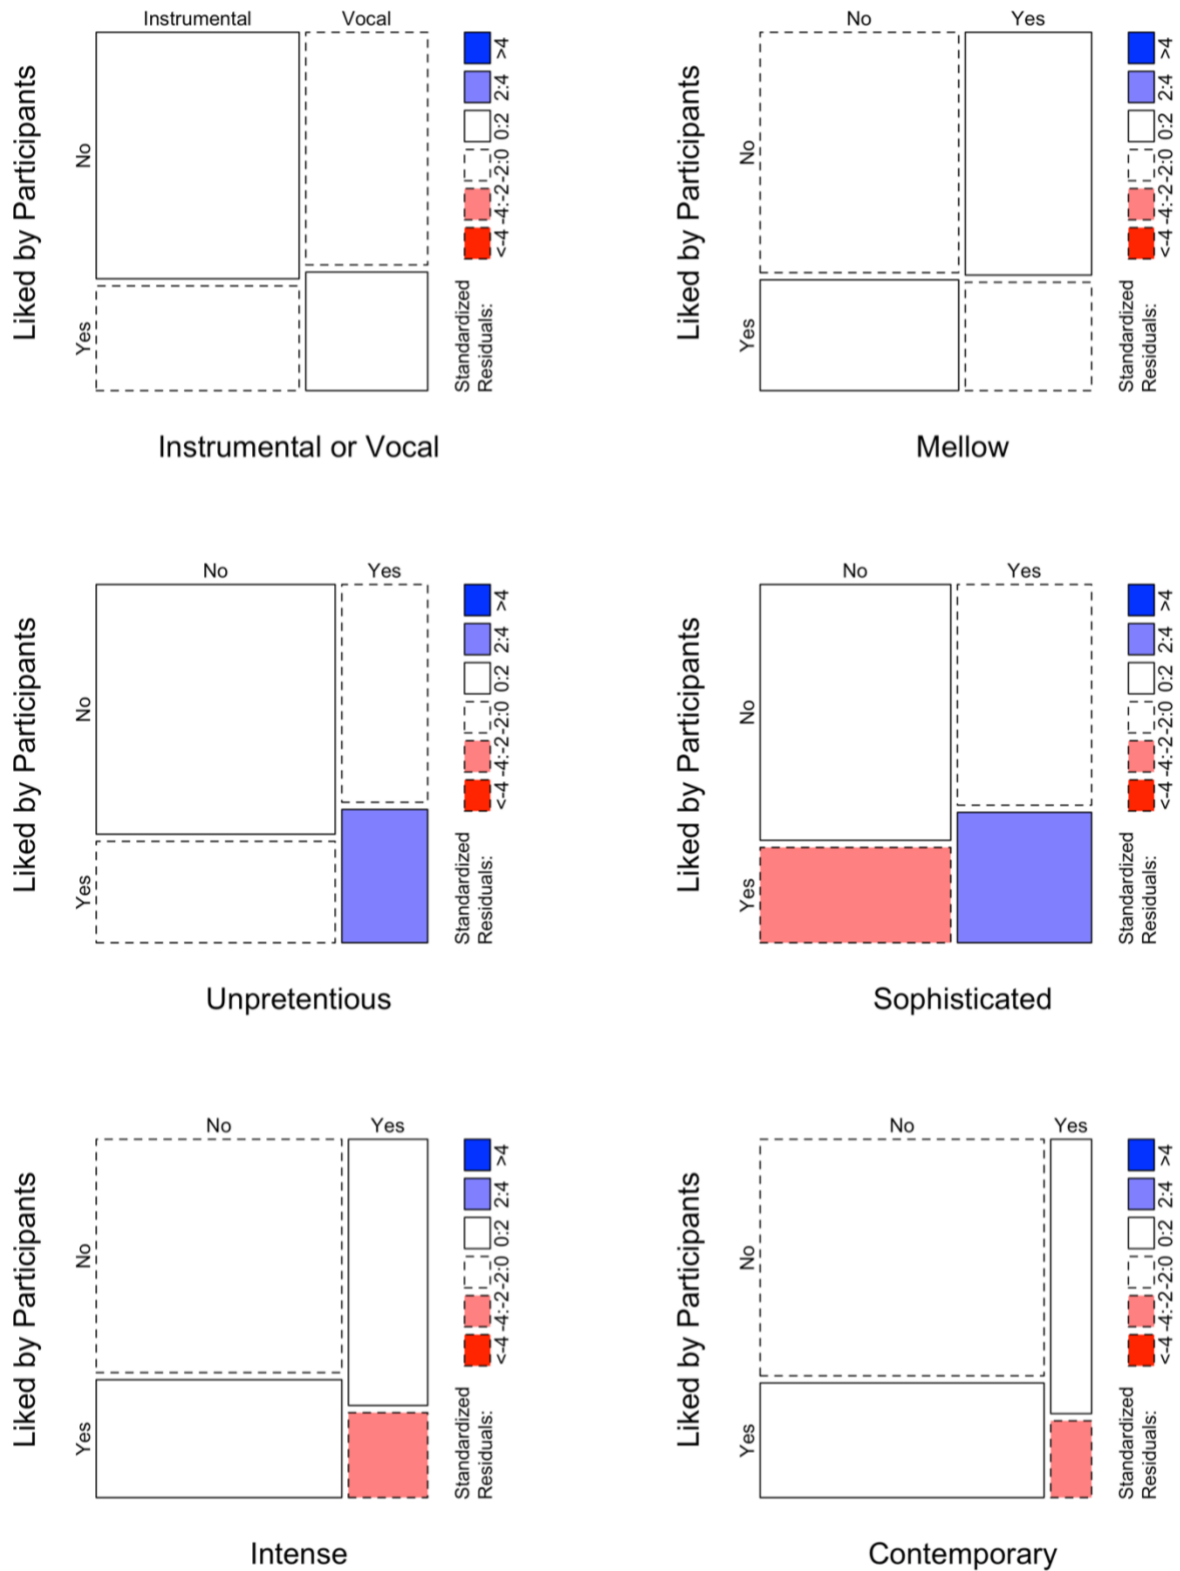 Instrumental Vocal
Liked by Participants
No
Yes
>4
2:4
0:2
-2:0
-4:-2
<-4
Standardized
Residuals:
Instrumental or Vocal
No Yes
Liked by Participants
No
Yes
>4
2:4
0:2
-2:0
-4:-2
<-4
Standardized
Residuals:
Mellow
No Yes
Liked by Participants
No
Yes
>4
2:4
0:2
-2:0
-4:-2
<-4
Standardized
Residuals:
Unpretentious
No Yes
Liked by Participants
No
Yes
>4
2:4
0:2
-2:0
-4:-2
<-4
Standardized
Residuals:
Sophisticated
No Yes
Liked by Participants
No
Yes
>4
2:4
0:2
-2:0
-4:-2
<-4
Standardized
Residuals:
Intense
No Yes
Liked by Participants
No
Yes
>4
2:4
0:2
-2:0
-4:-2
<-4
Standardized
Residuals:
Contemporary